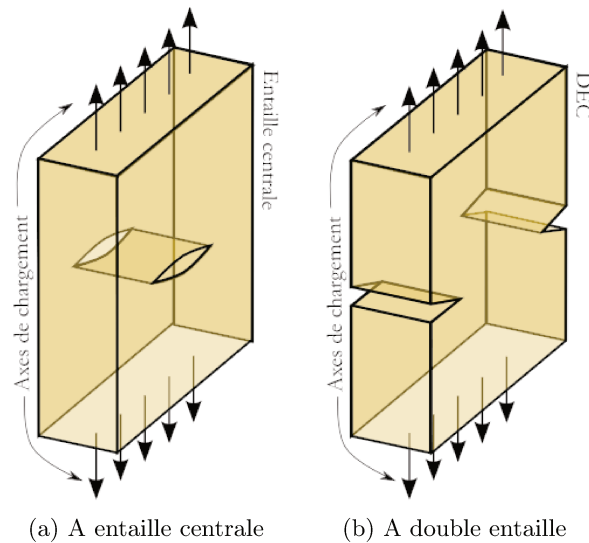 Entaille centrale
Axes de chargement
DEC
Axes de chargement
(a) A entaille centrale
(b) A double entaille